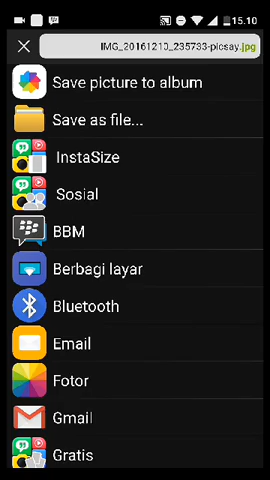 15.10
IMG_20161210_235733-picsay.jpg
Save picture to album
Save as file...
InstaSize
Sosial
BBM
Berbagi layar
Bluetooth
Email
Fotor
Gmail
Gratis